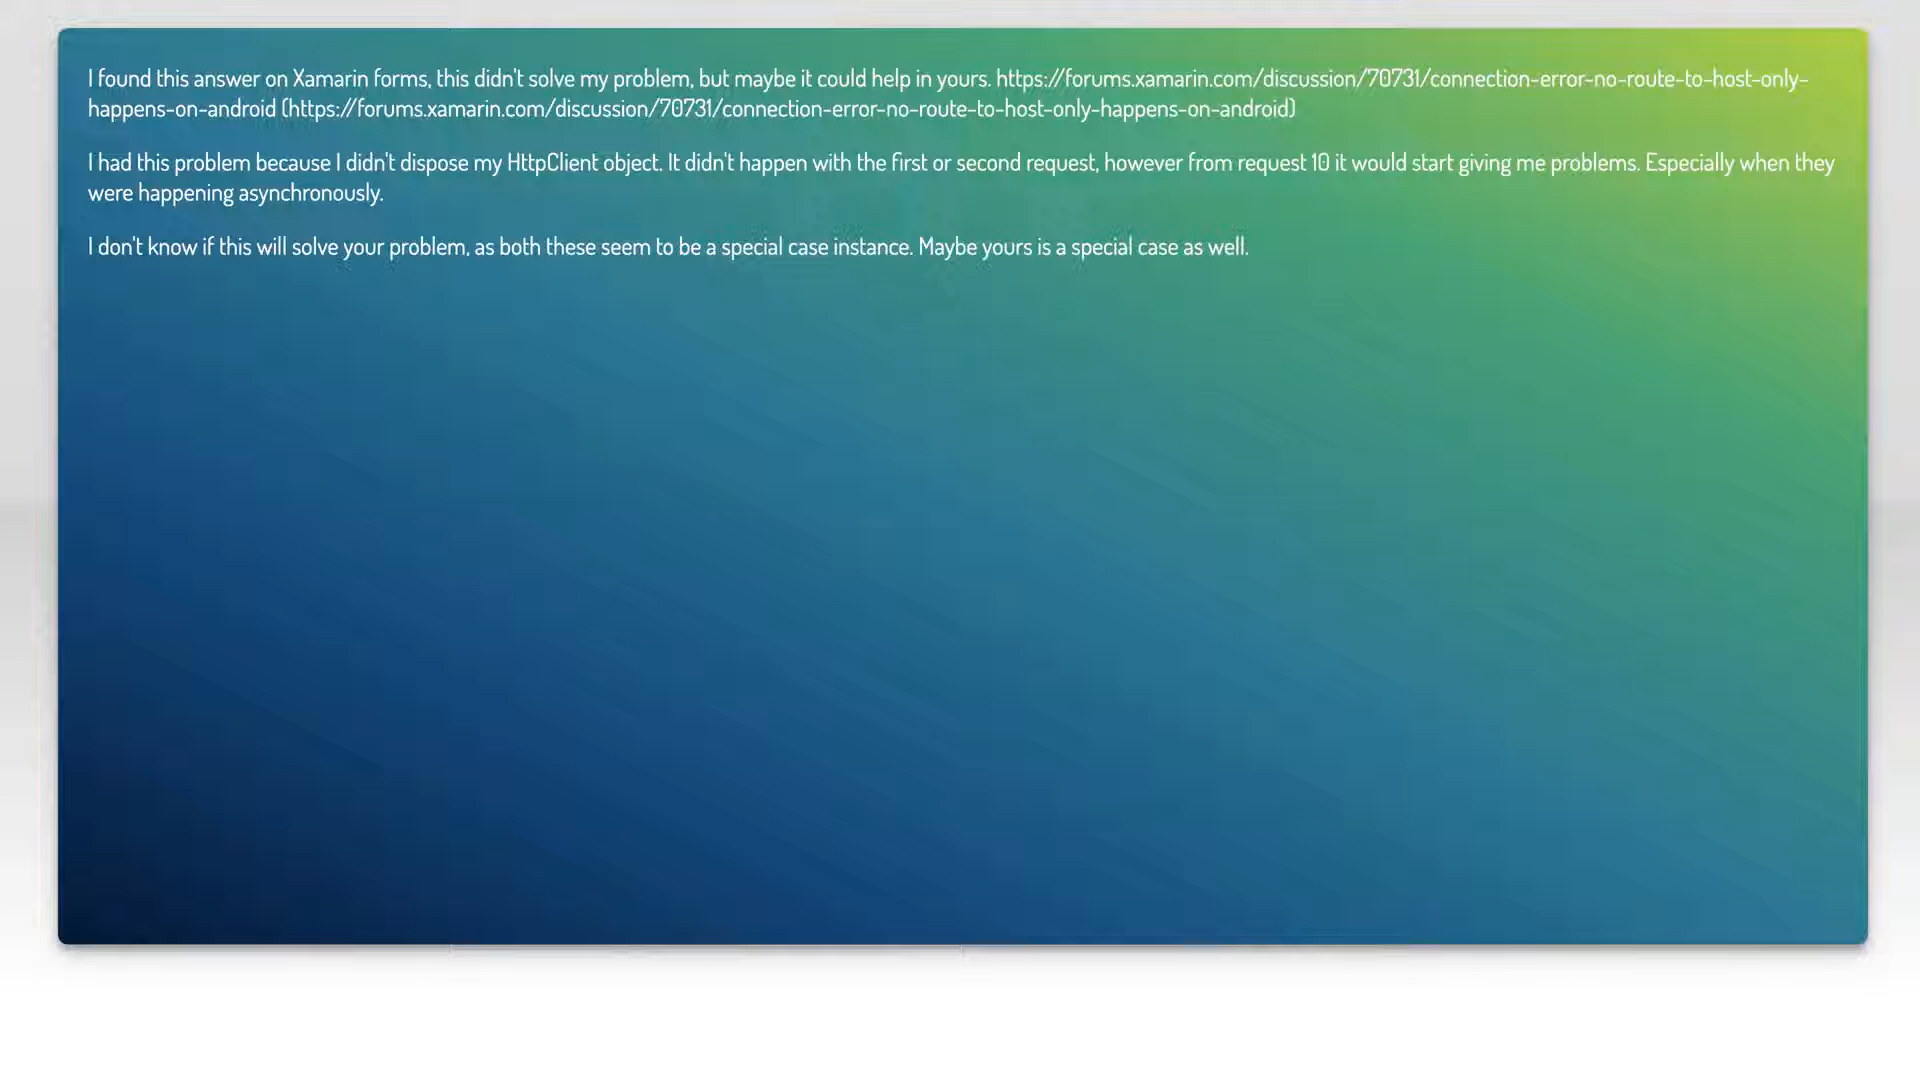 I found this answer on Xamarin forms, this didn't solve my problem, but maybe it could help in yours. https://forums.xamarin.com/discussion/70731/connection-error-no-route-to-host-only-
happens-on-android (https://forums.xamarin.com/discussion/70731/connection-error-no-route-to-host-only-happens-on-android)
I had this problem because I didn't dispose my HttpClient object. It didn't happen with the first or second request, however from request 10 it would start giving me problems. Especially when they
were happening asynchronously.
I don't know if this will solve your problem, as both these seem to be a special case instance. Maybe yours is a special case as well.